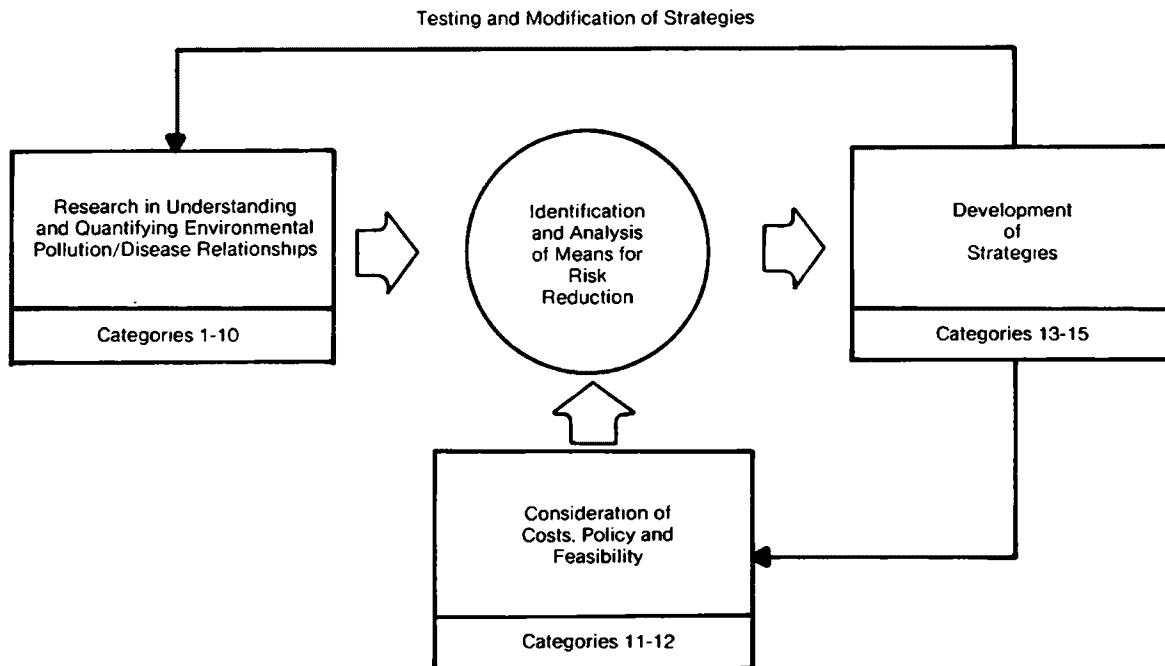 Testing and Modification of Strategies
Research in Understanding
and Quantifying Environmental
Pollution/Disease Relationships
Categories 1-10
Identification
and Analysis
of Means for
Risk
Reduction
Development
of
Strategies
Categories 13-15
Consideration of
Costs, Policy and
Feasibility
Categories 11-12